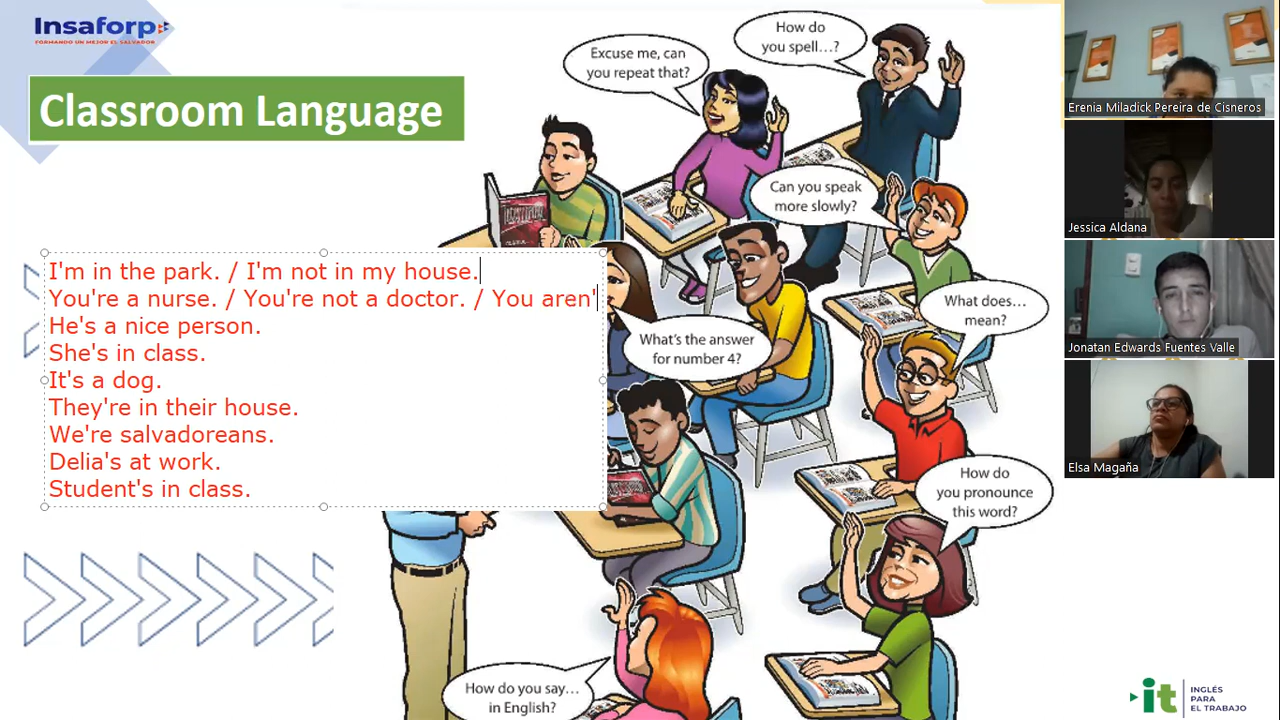 Insaforp
FORMANDO UN MEJOR EL SALVADOR
Classroom Language
Excuse me, can
you repeat that?
How do
you spell…?
Can you speak
more slowly?
What does…
mean?
What's the answer
for number 4?
How do
you pronounce
this word?
How do you say…
in English?
I'm in the park. / I'm not in my house.
You're a nurse. / You're not a doctor. / You aren'
He's a nice person.
She's in class.
It's a dog.
They're in their house.
We're salvadoreans.
Delia's at work.
Student's in class.
Erenia Miladick Pereira de Cisneros
Jessica Aldana
Jonatan Edwards Fuentes Valle
Elsa Magaña
it
INGLÉS
PARA
EL TRABAJO